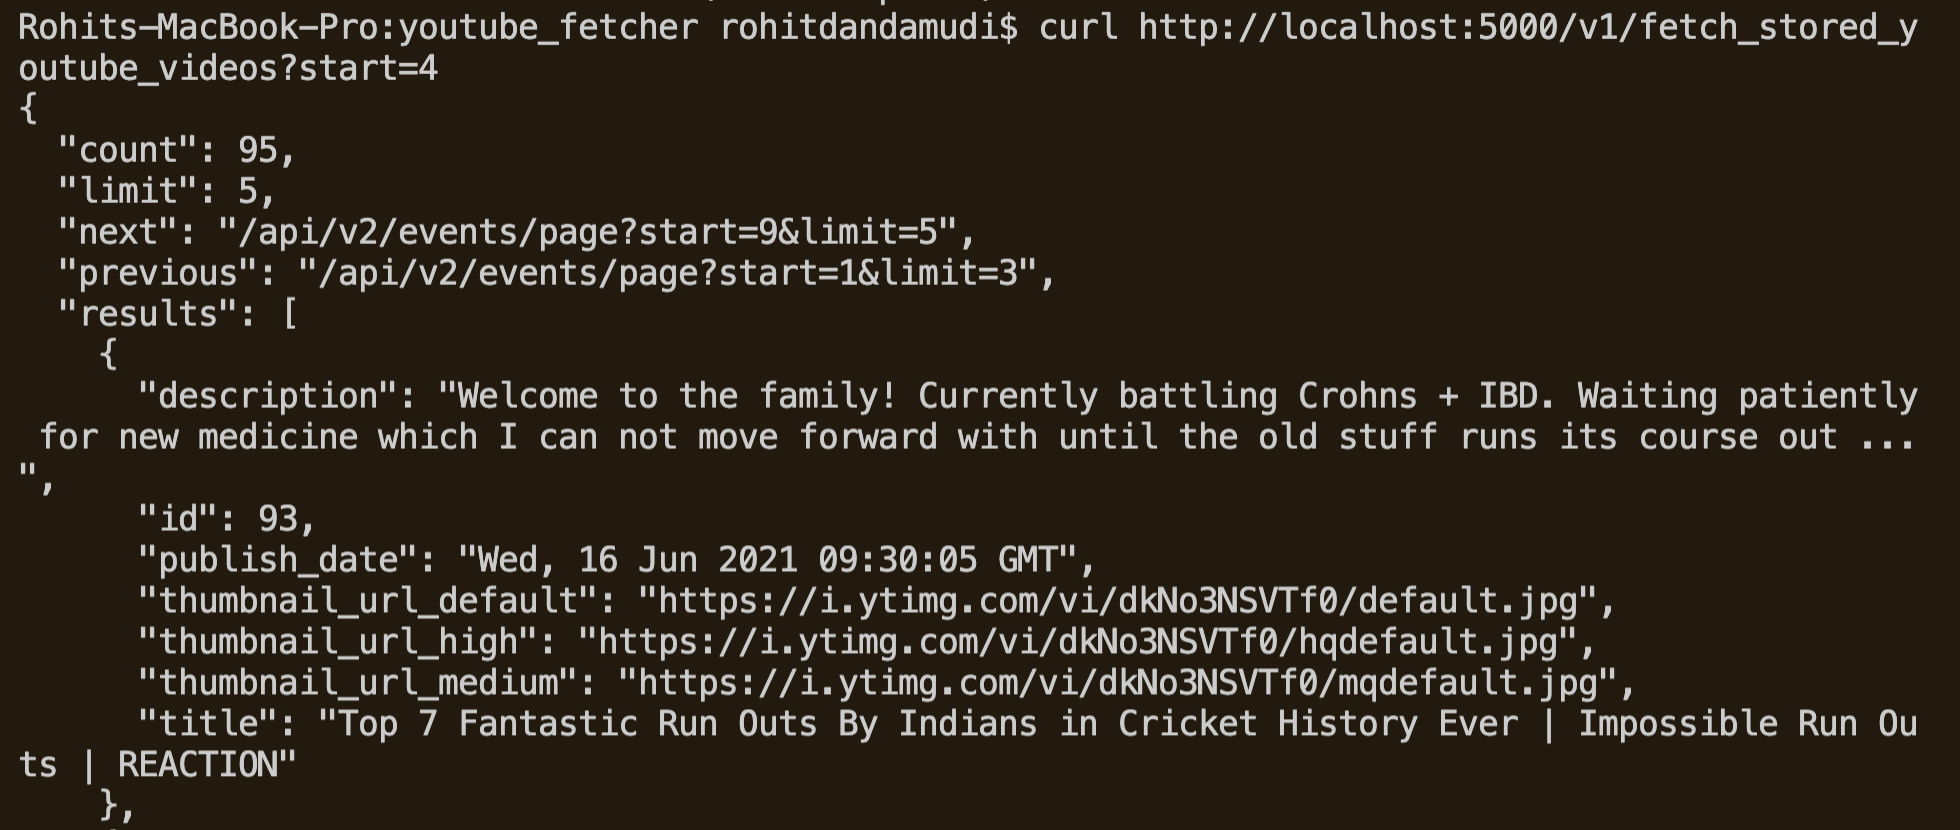 Rohits-MacBook-Pro:youtube_fetcher rohitdandamudi$ curl http://localhost:5000/v1/fetch_stored_y
outube_videos?start=4
{
  "count": 95,
  "limit": 5,
  "next": "/api/v2/events/page?start=9&limit=5",
  "previous": "/api/v2/events/page?start=1&limit=3",
  "results": [
    {
      "description": "Welcome to the family! Currently battling Crohns + IBD. Waiting patiently
 for new medicine which I can not move forward with until the old stuff runs its course out ...
",
      "id": 93,
      "publish_date": "Wed, 16 Jun 2021 09:30:05 GMT",
      "thumbnail_url_default": "https://i.ytimg.com/vi/dkNo3NSVTf0/default.jpg",
      "thumbnail_url_high": "https://i.ytimg.com/vi/dkNo3NSVTf0/hqdefault.jpg",
      "thumbnail_url_medium": "https://i.ytimg.com/vi/dkNo3NSVTf0/mqdefault.jpg",
      "title": "Top 7 Fantastic Run Outs By Indians in Cricket History Ever | Impossible Run Ou
ts | REACTION"
    },